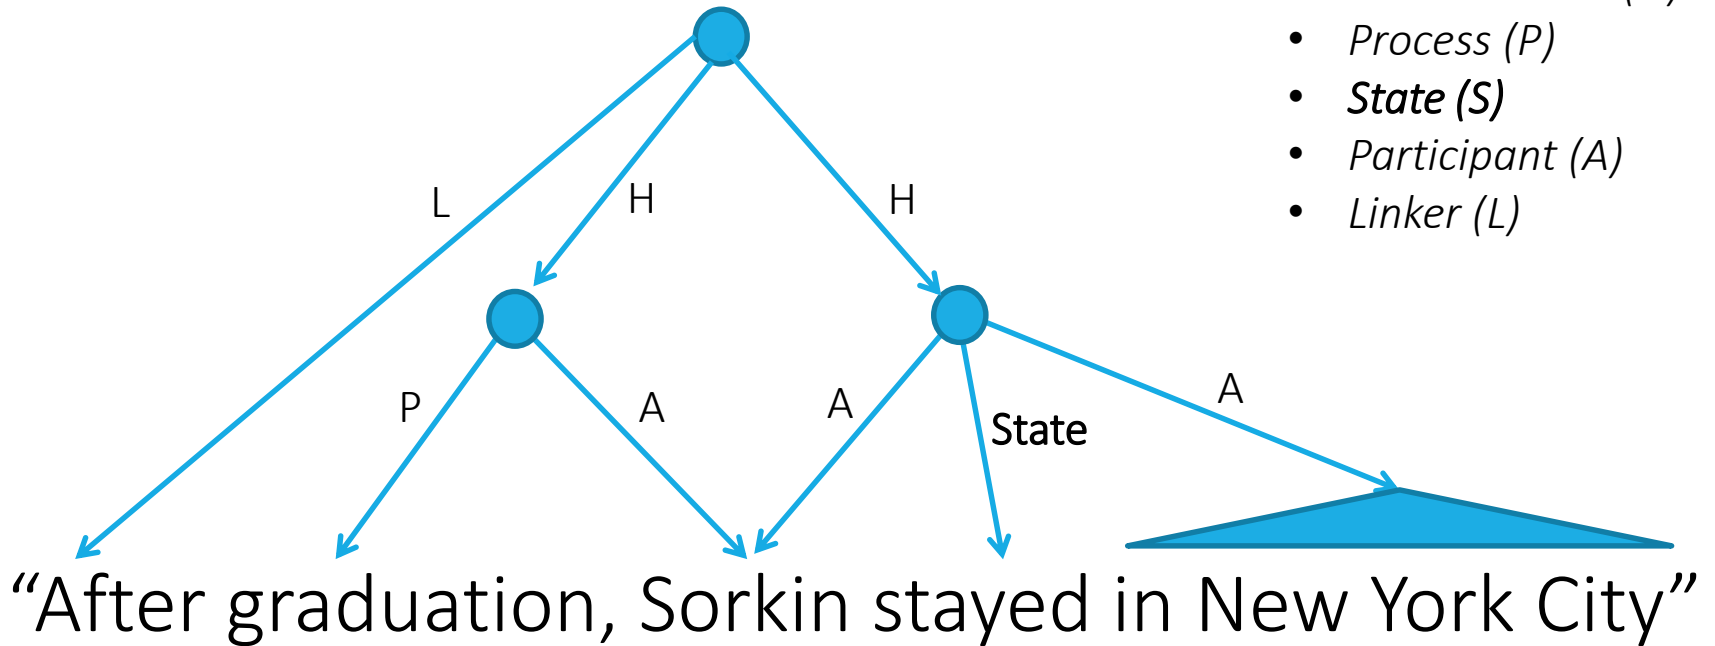 • Process (P)
• State (S)
• Participant (A)
• Linker (L)
L
H
H
P
A
A
State
A
“After graduation, Sorkin stayed in New York City”